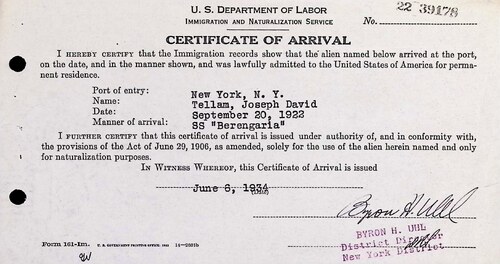 U. S. DEPARTMENT OF LABOR
IMMIGRATION AND NATURALIZATION SERVICE
No. 22 39178
CERTIFICATE OF ARRIVAL
I HEREBY CERTIFY that the Immigration records show that the alien named below arrived at the port,
on the date, and in the manner shown, and was lawfully admitted to the United States of America for perma-
nent residence.
Port of entry: New York, N. Y.
Name: Tellam, Joseph David
Date: September 20, 1922
Manner of arrival: SS "Berengaria"
I FURTHER CERTIFY that this certificate of arrival is issued under authority of, and in conformity with,
the provisions of the Act of June 29, 1906, as amended, solely for the use of the alien herein named and only
for naturalization purposes.
IN WITNESS WHEREOF, this Certificate of Arrival is issued
June 6, 1934
(Date)
Byron H. Uhl
BYRON H. UHL
District Director
New York District
FORM 161-Im.
U. S. GOVERNMENT PRINTING OFFICE